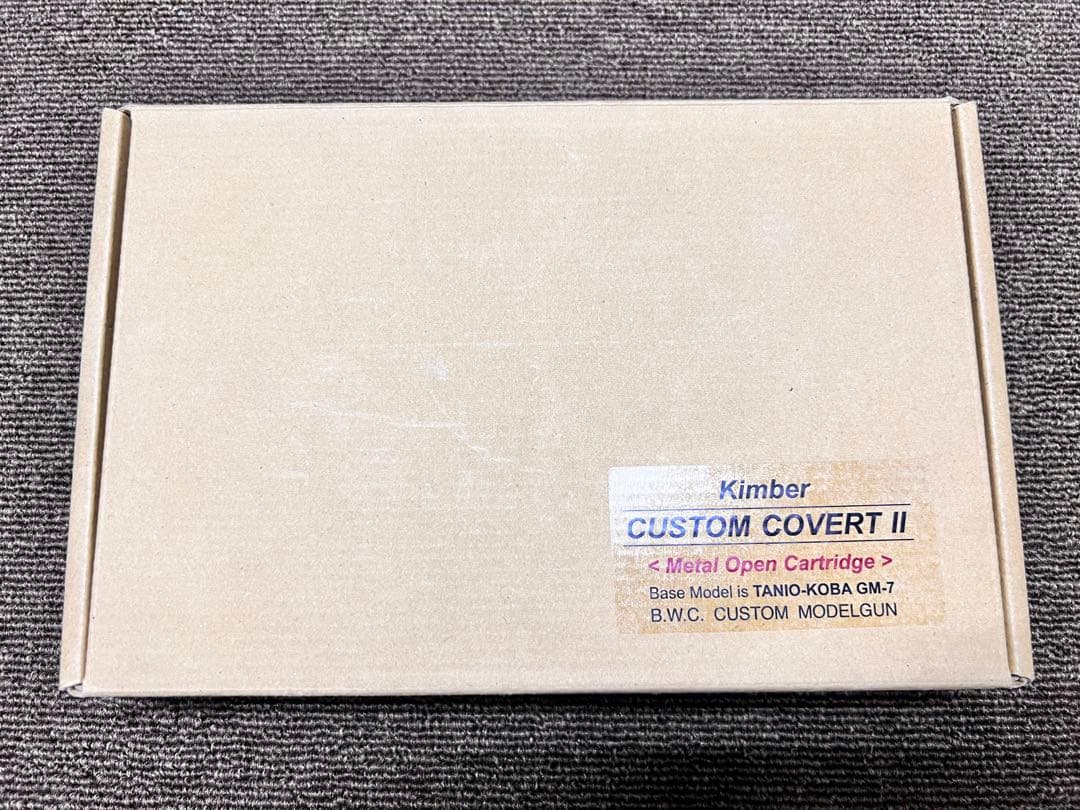 Kimber
CUSTOM COVERT II
< Metal Open Cartridge >
Base Model is TANIO-KOBA GM-7
B.W.C. CUSTOM MODELGUN